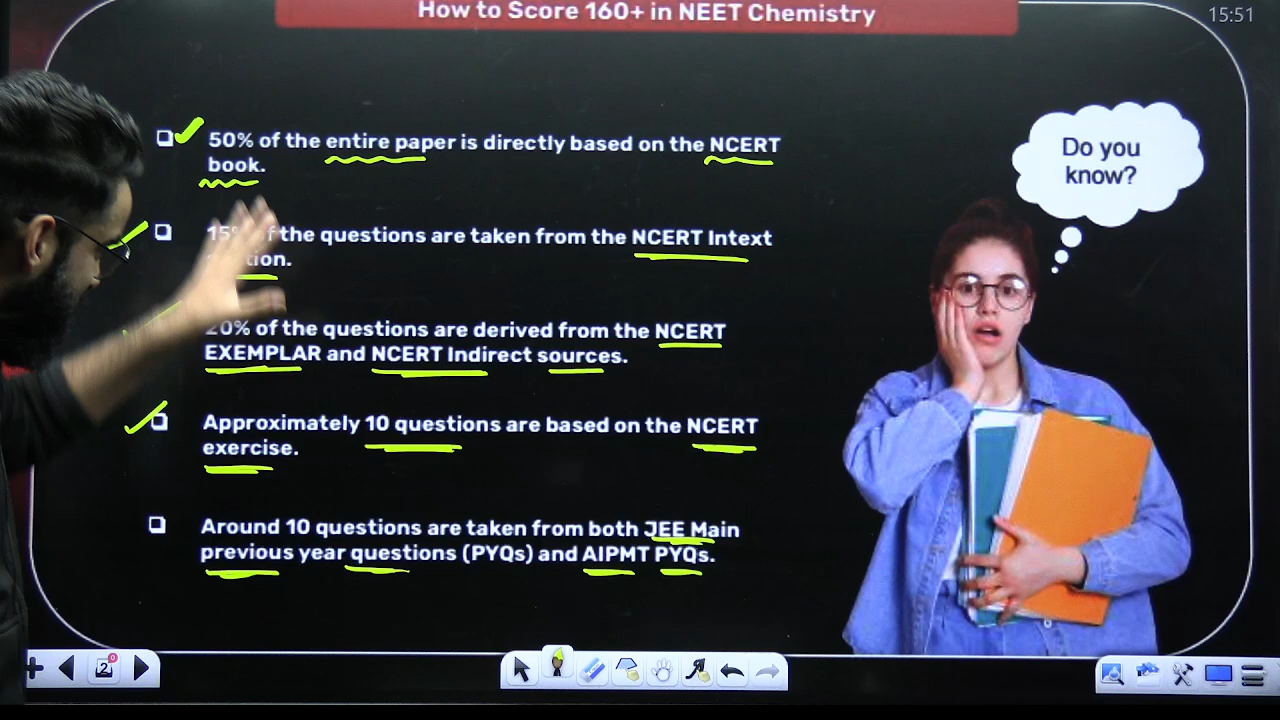 How to Score 160+ in NEET Chemistry
15:51
50% of the entire paper is directly based on the NCERT
book.
Do you
know?
the questions are taken from the NCERT Intext
20% of the questions are derived from the NCERT
EXEMPLAR and NCERT Indirect sources.
Approximately 10 questions are based on the NCERT
exercise.
Around 10 questions are taken from both JEE Main
previous year questions (PYQs) and AIPMT PYQs.
2
0